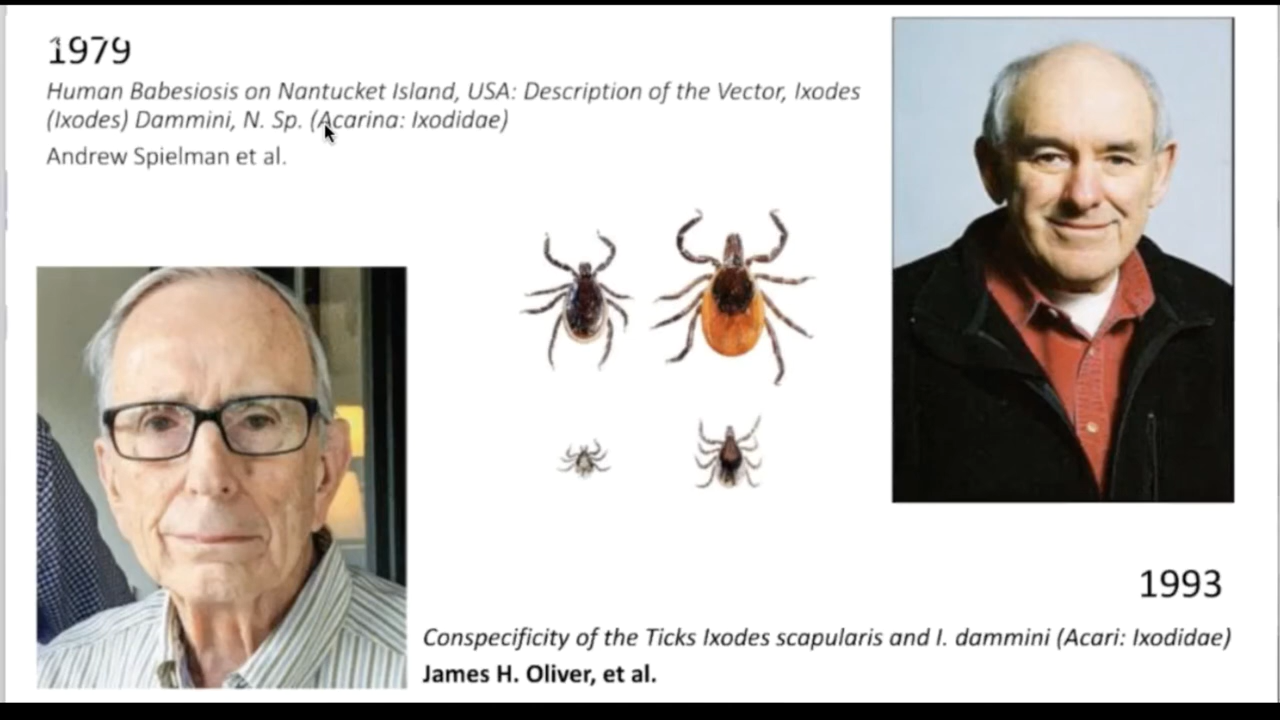 1979
Human Babesiosis on Nantucket Island, USA: Description of the Vector, Ixodes
(Ixodes) Dammini, N. Sp. (Acarina: Ixodidae)
Andrew Spielman et al.
1993
Conspecificity of the Ticks Ixodes scapularis and I. dammini (Acari: Ixodidae)
James H. Oliver, et al.